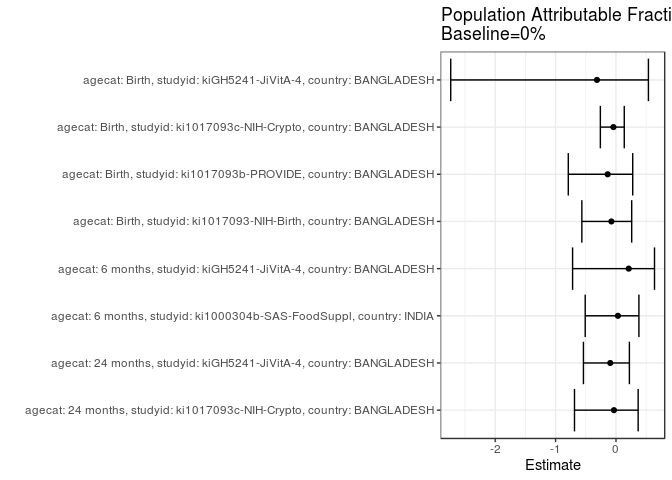 Population Attributable Fracti
Baseline=0%
agecat: Birth, studyid: kiGH5241-JiVitA-4, country: BANGLADESH
agecat: Birth, studyid: ki1017093c-NIH-Crypto, country: BANGLADESH
agecat: Birth, studyid: ki1017093b-PROVIDE, country: BANGLADESH
agecat: Birth, studyid: ki1017093-NIH-Birth, country: BANGLADESH
agecat: 6 months, studyid: kiGH5241-JiVitA-4, country: BANGLADESH
agecat: 6 months, studyid: ki1000304b-SAS-FoodSuppl, country: INDIA
agecat: 24 months, studyid: kiGH5241-JiVitA-4, country: BANGLADESH
agecat: 24 months, studyid: ki1017093c-NIH-Crypto, country: BANGLADESH
-2 -1 0
Estimate